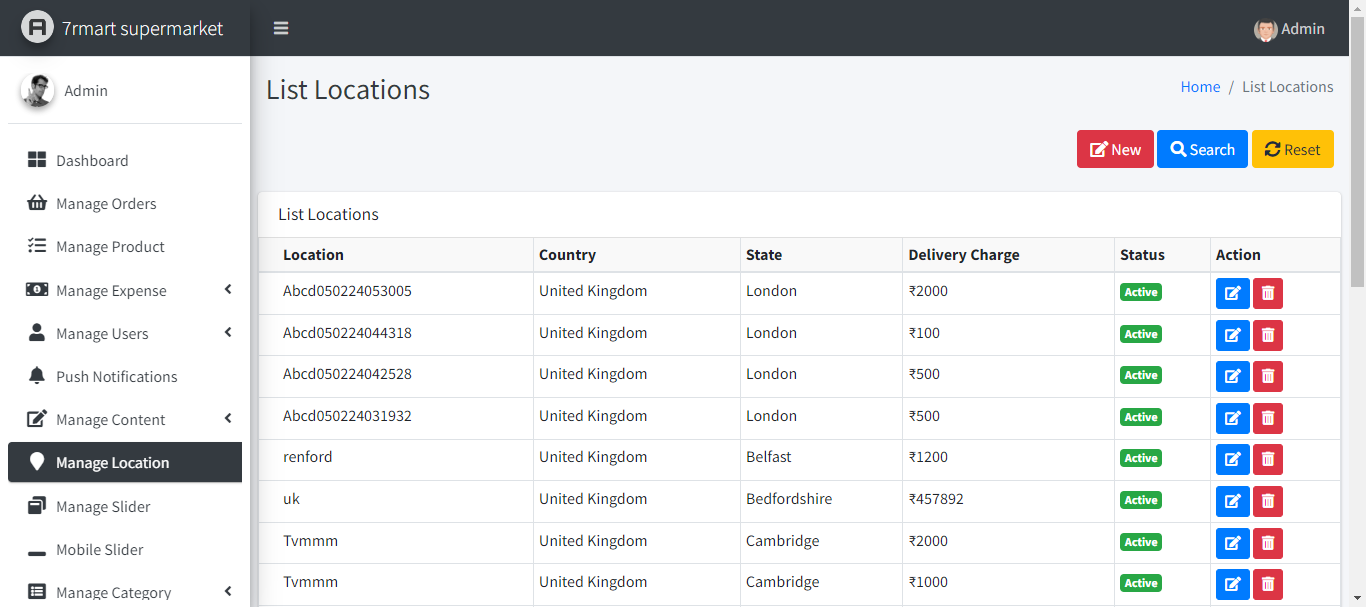 7rmart supermarket
Admin
Admin
List Locations
Home / List Locations
New Search Reset
Dashboard
Manage Orders
Manage Product
Manage Expense
Manage Users
Push Notifications
Manage Content
Manage Location
Manage Slider
Mobile Slider
Manage Category
List Locations
Location Country State Delivery Charge Status Action
Abcd050224053005 United Kingdom London ₹2000 Active
Abcd050224044318 United Kingdom London ₹100 Active
Abcd050224042528 United Kingdom London ₹500 Active
Abcd050224031932 United Kingdom London ₹500 Active
renford United Kingdom Belfast ₹1200 Active
uk United Kingdom Bedfordshire ₹457892 Active
Tvmmm United Kingdom Cambridge ₹2000 Active
Tvmmm United Kingdom Cambridge ₹1000 Active